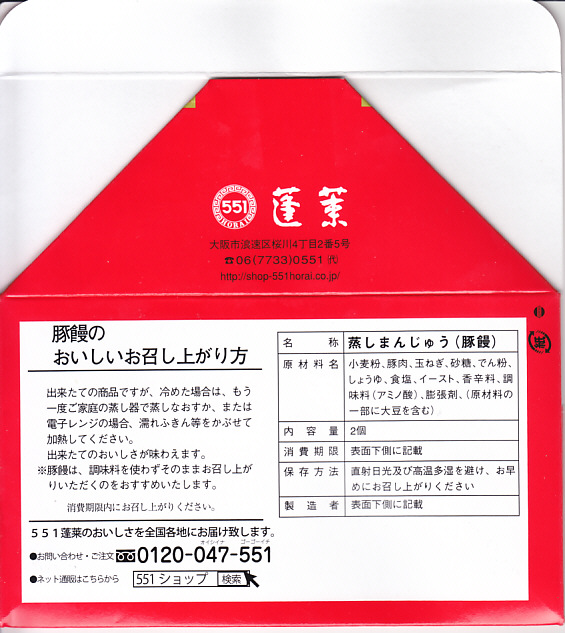 551
HORAI
蓬莱
大阪市浪速区桜川4丁目2番5号
☎06(7733)0551 代
http://shop-551horai.co.jp/
豚饅の
おいしいお召し上がり方
出来たての商品ですが、冷めた場合は、もう
一度ご家庭の蒸し器で蒸しなおすか、または
電子レンジの場合、濡れふきん等をかぶせて
加熱してください。
出来たてのおいしさが味わえます。
※豚饅は、調味料を使わずそのままお召し上が
りいただくのをおすすめいたします。
消費期限内にお召し上がりください。
名称 蒸しまんじゅう(豚饅)
原材料名 小麦粉、豚肉、玉ねぎ、砂糖、でん粉、
しょうゆ、食塩、イースト、香辛料、調
味料(アミノ酸)、膨張剤、(原材料の
一部に大豆を含む)
内容量 2個
消費期限 表面下側に記載
保存方法 直射日光及び高温多湿を避け、お早
めにお召し上がりください
製造者 表面下側に記載
551蓬莱のおいしさを全国各地にお届け致します。
オイシイナ ゴーゴーイチ
●お問い合わせ・ご注文 0120-047-551
●ネット通販はこちらから 551 ショップ 検索
紙